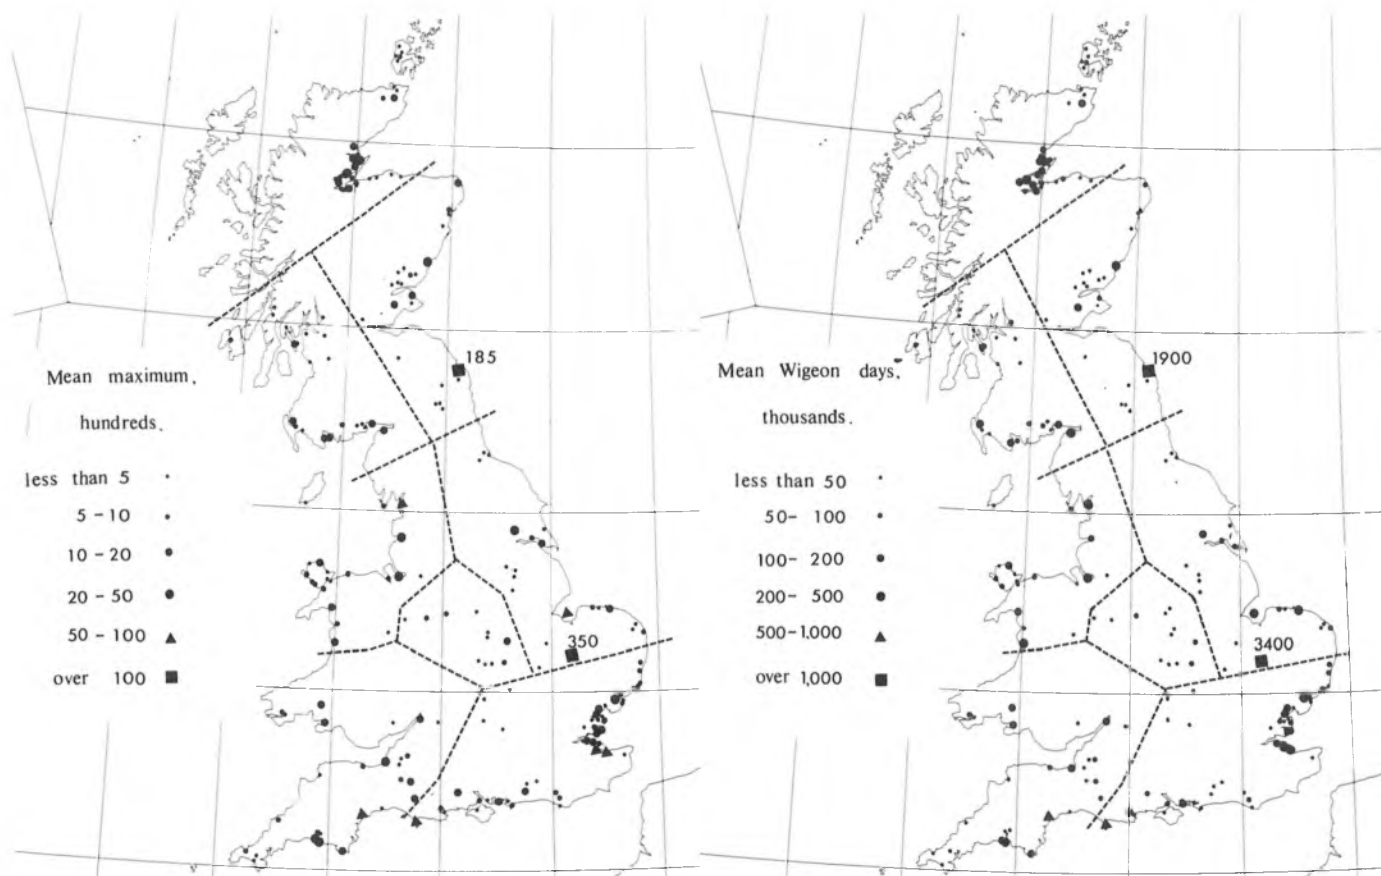 185
Mean maximum,
hundreds.
less than 5
5 - 10
10 - 20
20 - 50
50 - 100
over 100
350
1900
Mean Wigeon days,
thousands.
less than 50
50 - 100
100 - 200
200 - 500
500 - 1,000
over 1,000
3400